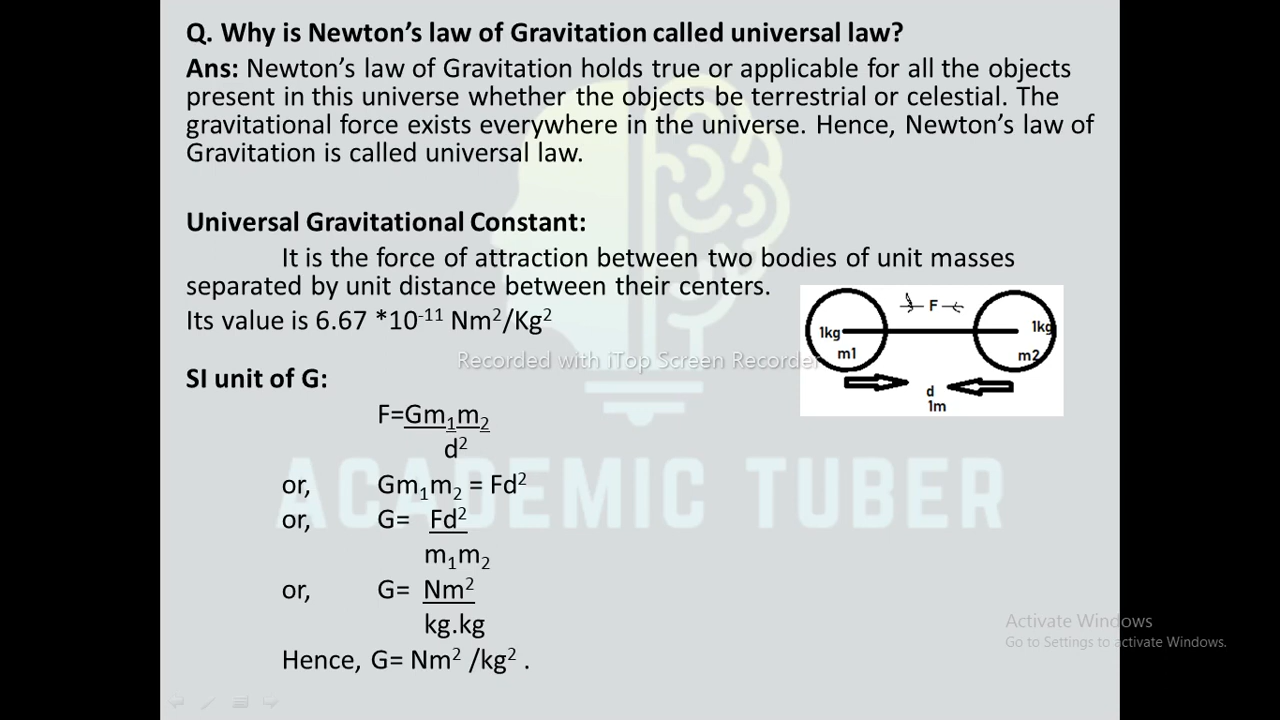 Q. Why is Newton’s law of Gravitation called universal law?
Ans: Newton’s law of Gravitation holds true or applicable for all the objects
present in this universe whether the objects be terrestrial or celestial. The
gravitational force exists everywhere in the universe. Hence, Newton’s law of
Gravitation is called universal law.
Universal Gravitational Constant:
It is the force of attraction between two bodies of unit masses
separated by unit distance between their centers.
Its value is 6.67 *10⁻¹¹ Nm²/Kg²
F
1kg
1kg
m1
m2
d
1m
Recorded with iTop Screen Recorder
SI unit of G:
F=Gm₁m₂
d²
or, Gm₁m₂ = Fd²
or, G= Fd²
m₁m₂
or, G= Nm²
kg.kg
Hence, G= Nm² /kg² .
ACADEMIC TUBER
Activate Windows
Go to Settings to activate Windows.